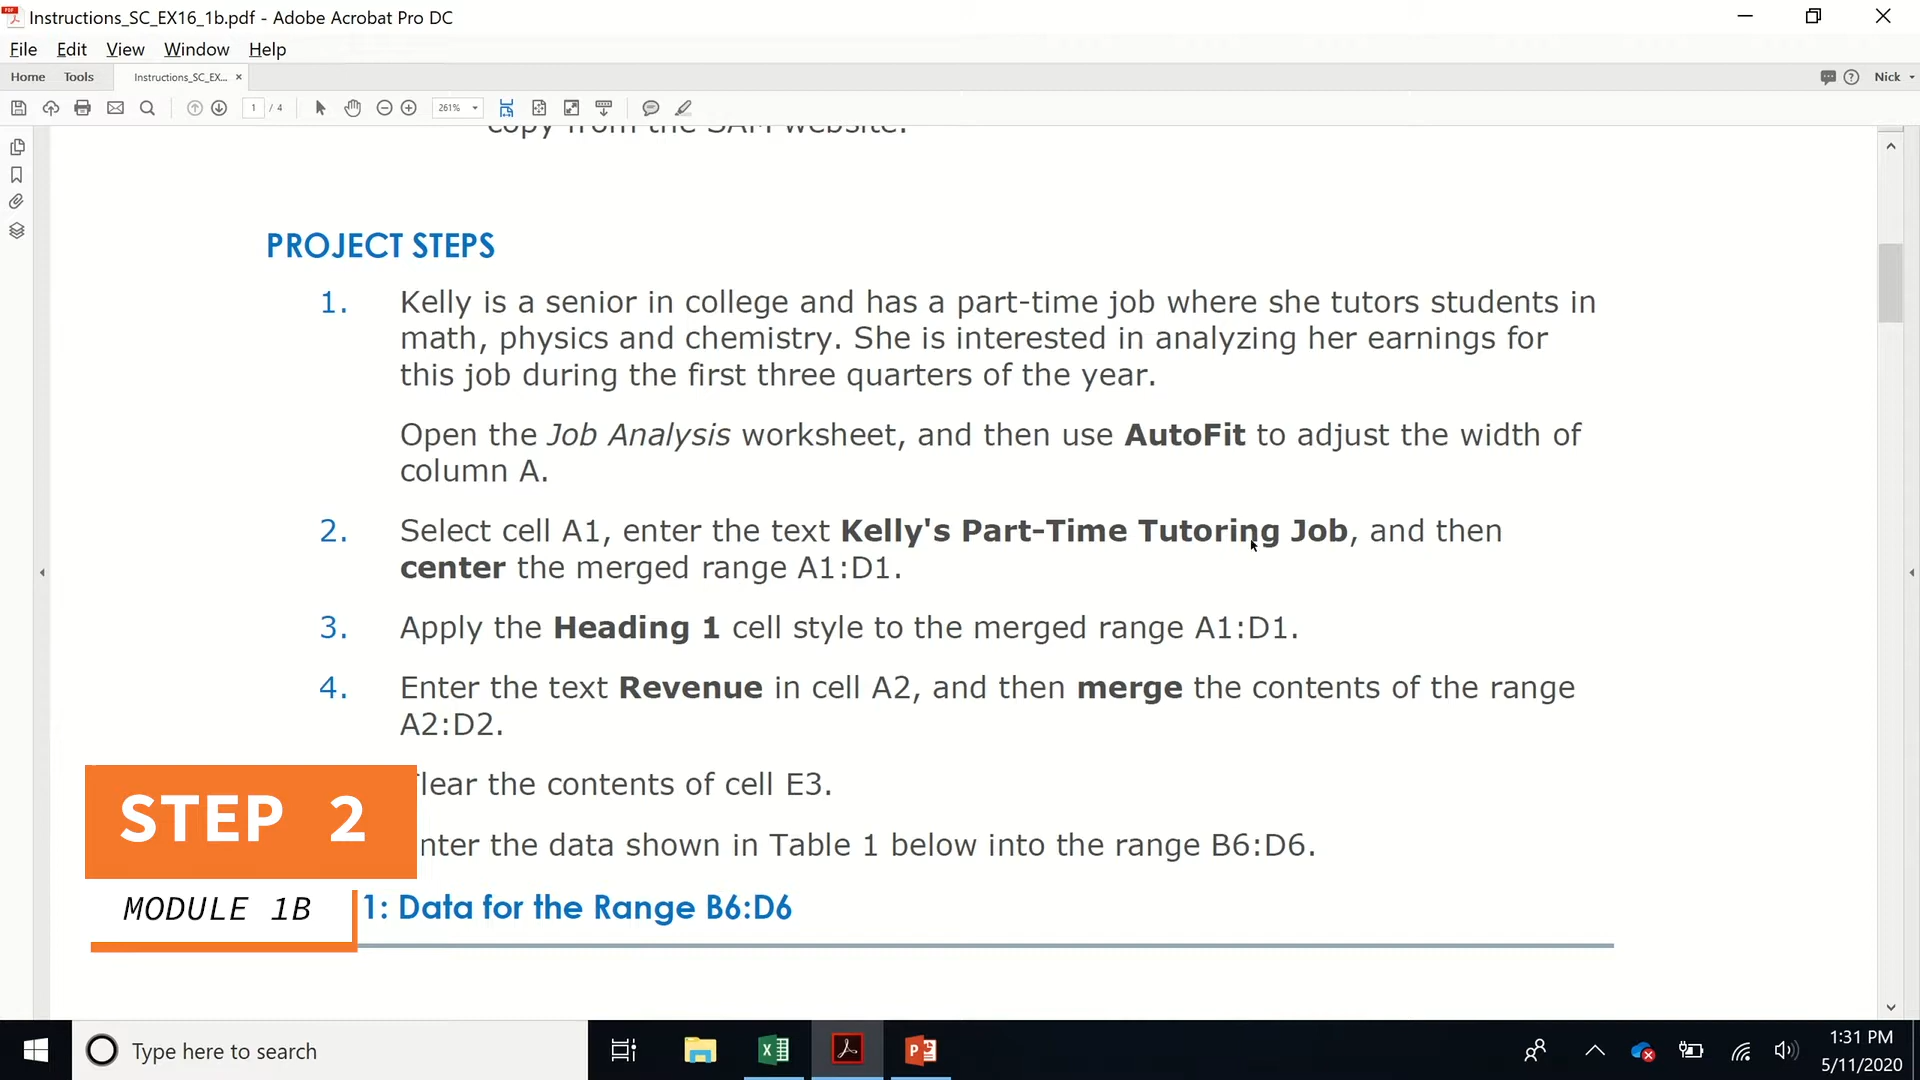 Instructions_SC_EX16_1b.pdf - Adobe Acrobat Pro DC
File Edit View Window Help
Home Tools Instructions_SC_EX... × Nick
1 / 4 261%
copy from the SAM website.
PROJECT STEPS
1. Kelly is a senior in college and has a part-time job where she tutors students in
math, physics and chemistry. She is interested in analyzing her earnings for
this job during the first three quarters of the year.
Open the Job Analysis worksheet, and then use AutoFit to adjust the width of
column A.
2. Select cell A1, enter the text Kelly's Part-Time Tutoring Job, and then
center the merged range A1:D1.
3. Apply the Heading 1 cell style to the merged range A1:D1.
4. Enter the text Revenue in cell A2, and then merge the contents of the range
A2:D2.
lear the contents of cell E3.
nter the data shown in Table 1 below into the range B6:D6.
1: Data for the Range B6:D6
STEP 2
MODULE 1B
Type here to search
1:31 PM
5/11/2020